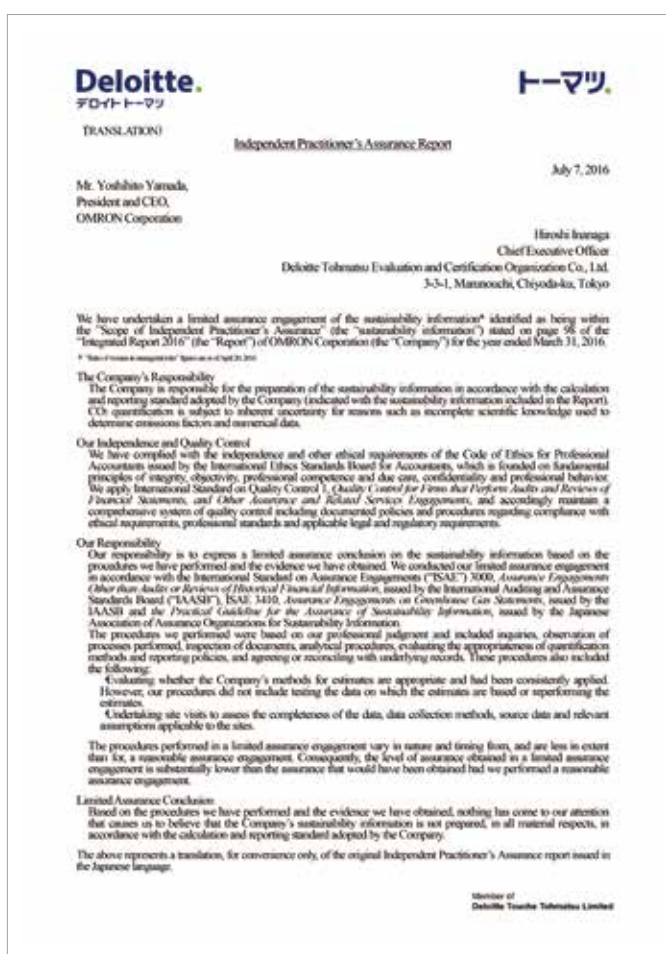 Deloitte.
トーマツ.
デロイト トーマツ
TRANSLATION)
Independent Practitioner's Assurance Report
July 7, 2016
Mr. Yoshihito Yamada,
President and CEO,
OMRON Corporation
Hiroshi Inanaga
Chief Executive Officer
Deloitte Tohmatsu Evaluation and Certification Organization Co., Ltd.
3-3-1, Marunouchi, Chiyoda-ku, Tokyo
We have undertaken a limited assurance engagement of the sustainability information* identified as being within
the "Scope of Independent Practitioner's Assurance" (the "sustainability information") stated on page 98 of the
"Integrated Report 2016" (the "Report") of OMRON Corporation (the "Company") for the year ended March 31, 2016.
The Company's Responsibility
The Company is responsible for the preparation of the sustainability information in accordance with the calculation
and reporting standard adopted by the Company (indicated with the sustainability information included in the Report).
CO₂ quantification is subject to inherent uncertainty for reasons such as incomplete scientific knowledge used to
determine emissions factors and numerical data.
Our Independence and Quality Control
We have complied with the independence and other ethical requirements of the Code of Ethics for Professional
Accountants issued by the International Ethics Standards Board for Accountants, which is founded on fundamental
principles of integrity, objectivity, professional competence and due care, confidentiality and professional behavior.
We apply International Standard on Quality Control 1, Quality Control for Firms that Perform Audits and Reviews of
Financial Statements, and Other Assurance and Related Services Engagements, and accordingly maintain a
comprehensive system of quality control including documented policies and procedures regarding compliance with
ethical requirements, professional standards and applicable legal and regulatory requirements.
Our Responsibility
Our responsibility is to express a limited assurance conclusion on the sustainability information based on the
procedures we have performed and the evidence we have obtained. We conducted our limited assurance engagement
in accordance with the International Standard on Assurance Engagements ("ISAE") 3000, Assurance Engagements
Other than Audits or Reviews of Historical Financial Information, issued by the International Auditing and Assurance
Standards Board ("IAASB"), ISAE 3410, Assurance Engagements on Greenhouse Gas Statements, issued by the
IAASB and the Practical Guideline for the Assurance of Sustainability Information, issued by the Japanese
Association of Assurance Organizations for Sustainability Information.
The procedures we performed were based on our professional judgment and included inquiries, observation of
processes performed, inspection of documents, analytical procedures, evaluating the appropriateness of quantification
methods and reporting policies, and agreeing or reconciling with underlying records. These procedures also included
the following:
•Evaluating whether the Company's methods for estimates are appropriate and had been consistently applied.
However, our procedures did not include testing the data on which the estimates are based or reperforming the
estimates.
•Undertaking site visits to assess the completeness of the data, data collection methods, source data and relevant
assumptions applicable to the sites.
The procedures performed in a limited assurance engagement vary in nature and timing from, and are less in extent
than for, a reasonable assurance engagement. Consequently, the level of assurance obtained in a limited assurance
engagement is substantially lower than the assurance that would have been obtained had we performed a reasonable
assurance engagement.
Limited Assurance Conclusion
Based on the procedures we have performed and the evidence we have obtained, nothing has come to our attention
that causes us to believe that the Company's sustainability information is not prepared, in all material respects, in
accordance with the calculation and reporting standard adopted by the Company.
The above represents a translation, for convenience only, of the original Independent Practitioner's Assurance report issued in
the Japanese language.
Member of
Deloitte Touche Tohmatsu Limited